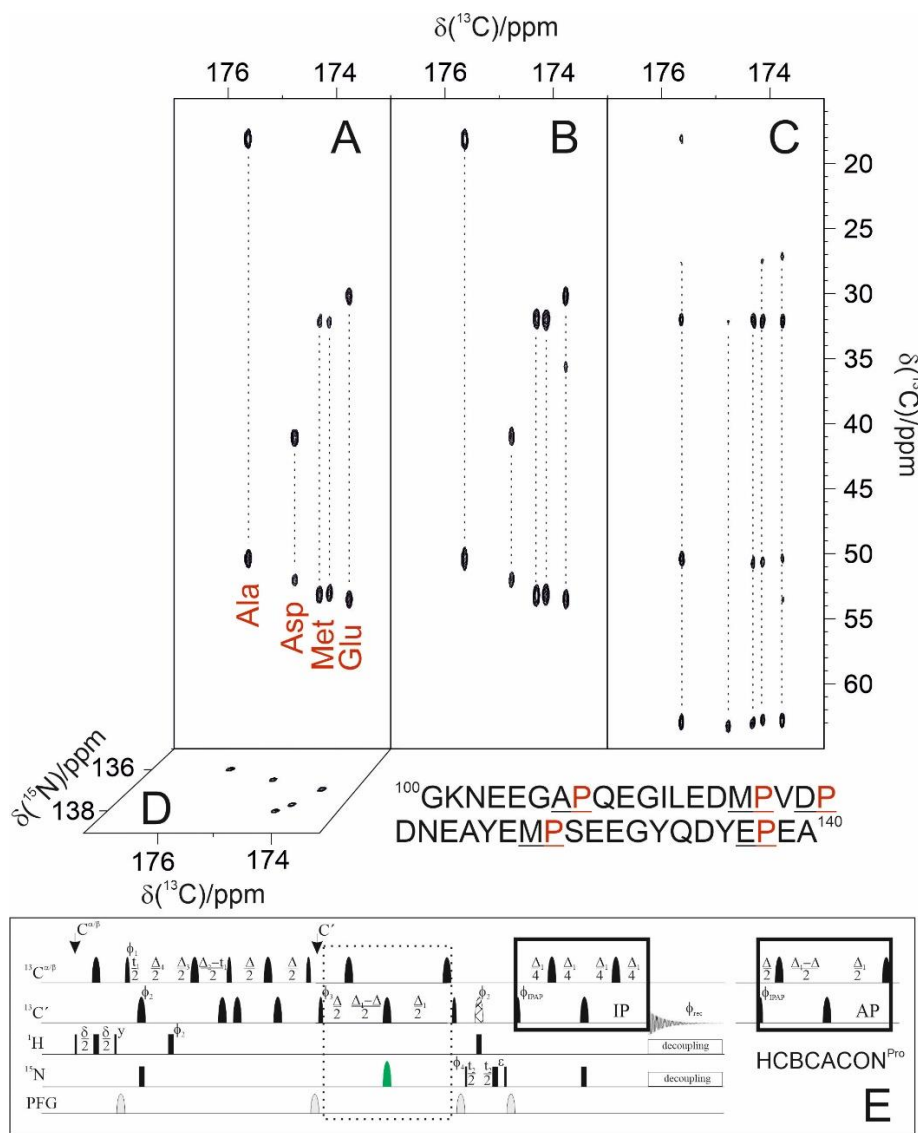 δ(¹³C)/ppm
176 174 176 174 176 174
A B C
20
30
35
40
45
50
55
60
δ(¹³C)/ppm
Ala
Asp
Met
Glu
δ(¹⁵N)/ppm
136
138
D
176 174
δ(¹³C)/ppm
¹⁰⁰GKNEEGAPQEGILEDMPVDP
DNEAYEMPSEEGYQDYEPEA¹⁴⁰
C^α/β C′
¹³C^α/β
¹³C′
IP AP
¹H
decoupling
¹⁵N
decoupling
PFG
HCBCACON^Pro
E